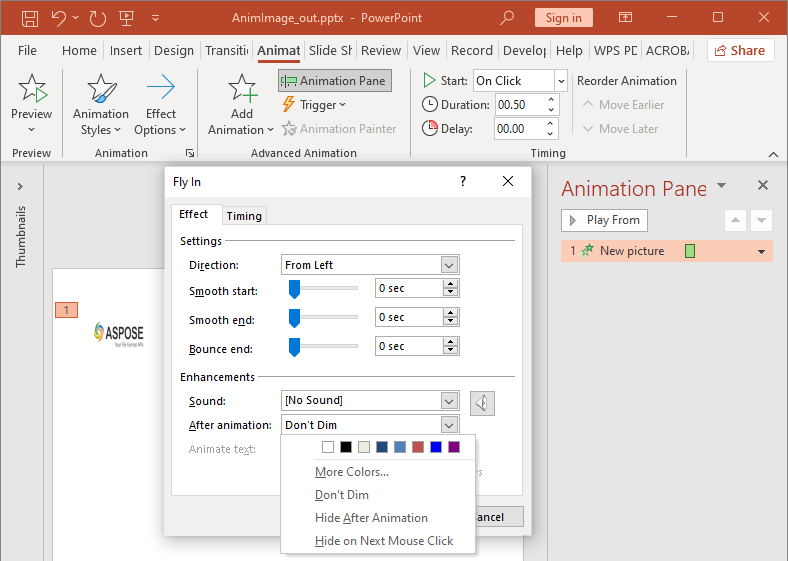 AnimImage_out.pptx - PowerPoint
Sign in
File Home Insert Design Transitic Animat Slide Sh Review View Record Develop Help WPS PD ACROBA Share
Preview
Animation Styles
Effect Options
Add Animation
Animation Pane
Trigger
Animation Painter
Start: On Click
Duration: 00.50
Delay: 00.00
Reorder Animation
Move Earlier
Move Later
Preview Animation Advanced Animation Timing
Thumbnails
1
ASPOSE
Your File Format APIs
Fly In ?
Effect Timing
Settings
Direction: From Left
Smooth start: 0 sec
Smooth end: 0 sec
Bounce end: 0 sec
Enhancements
Sound: [No Sound]
After animation: Don't Dim
Animate text:
More Colors...
Don't Dim
Hide After Animation
Hide on Next Mouse Click
ancel
Animation Pane
Play From
1 New picture